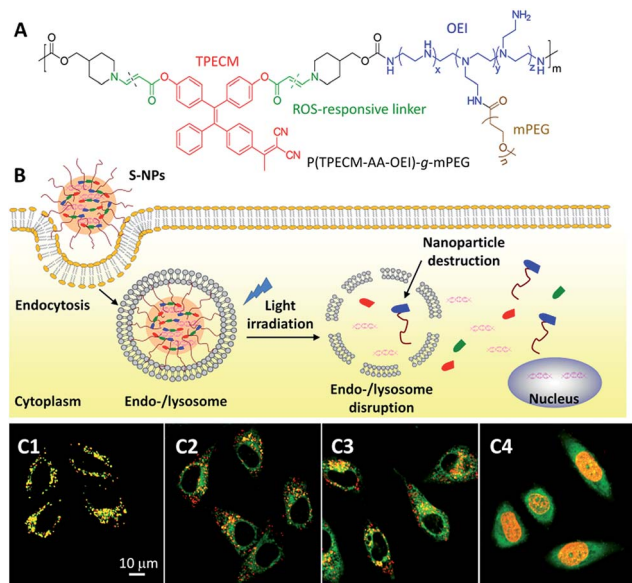 A
OEI
NH₂
TPECM
O
O
N
O
O
O
O
N
O
O
N
H
H
N
x
N
y
N
z
N
H
m
HN
O
mPEG
O
n
ROS-responsive linker
CN
CN
P(TPECM-AA-OEI)-g-mPEG
B
S-NPs
Nanoparticle
destruction
Endocytosis
Light
irradiation
Cytoplasm
Endo-/lysosome
Endo-/lysosome
disruption
Nucleus
C1
C2
C3
C4
10 μm